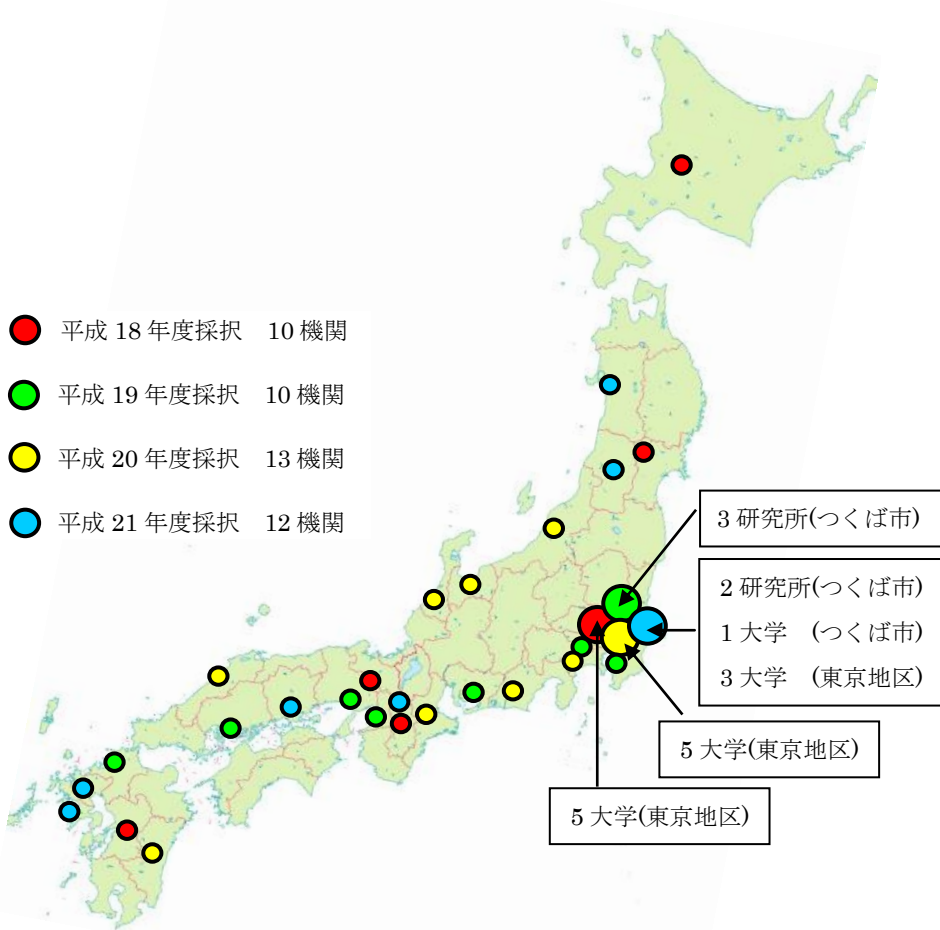 平成 18 年度採択 10 機関
平成 19 年度採択 10 機関
平成 20 年度採択 13 機関
平成 21 年度採択 12 機関
3 研究所(つくば市)
2 研究所(つくば市)
1 大学 (つくば市)
3 大学 (東京地区)
5 大学(東京地区)
5 大学(東京地区)